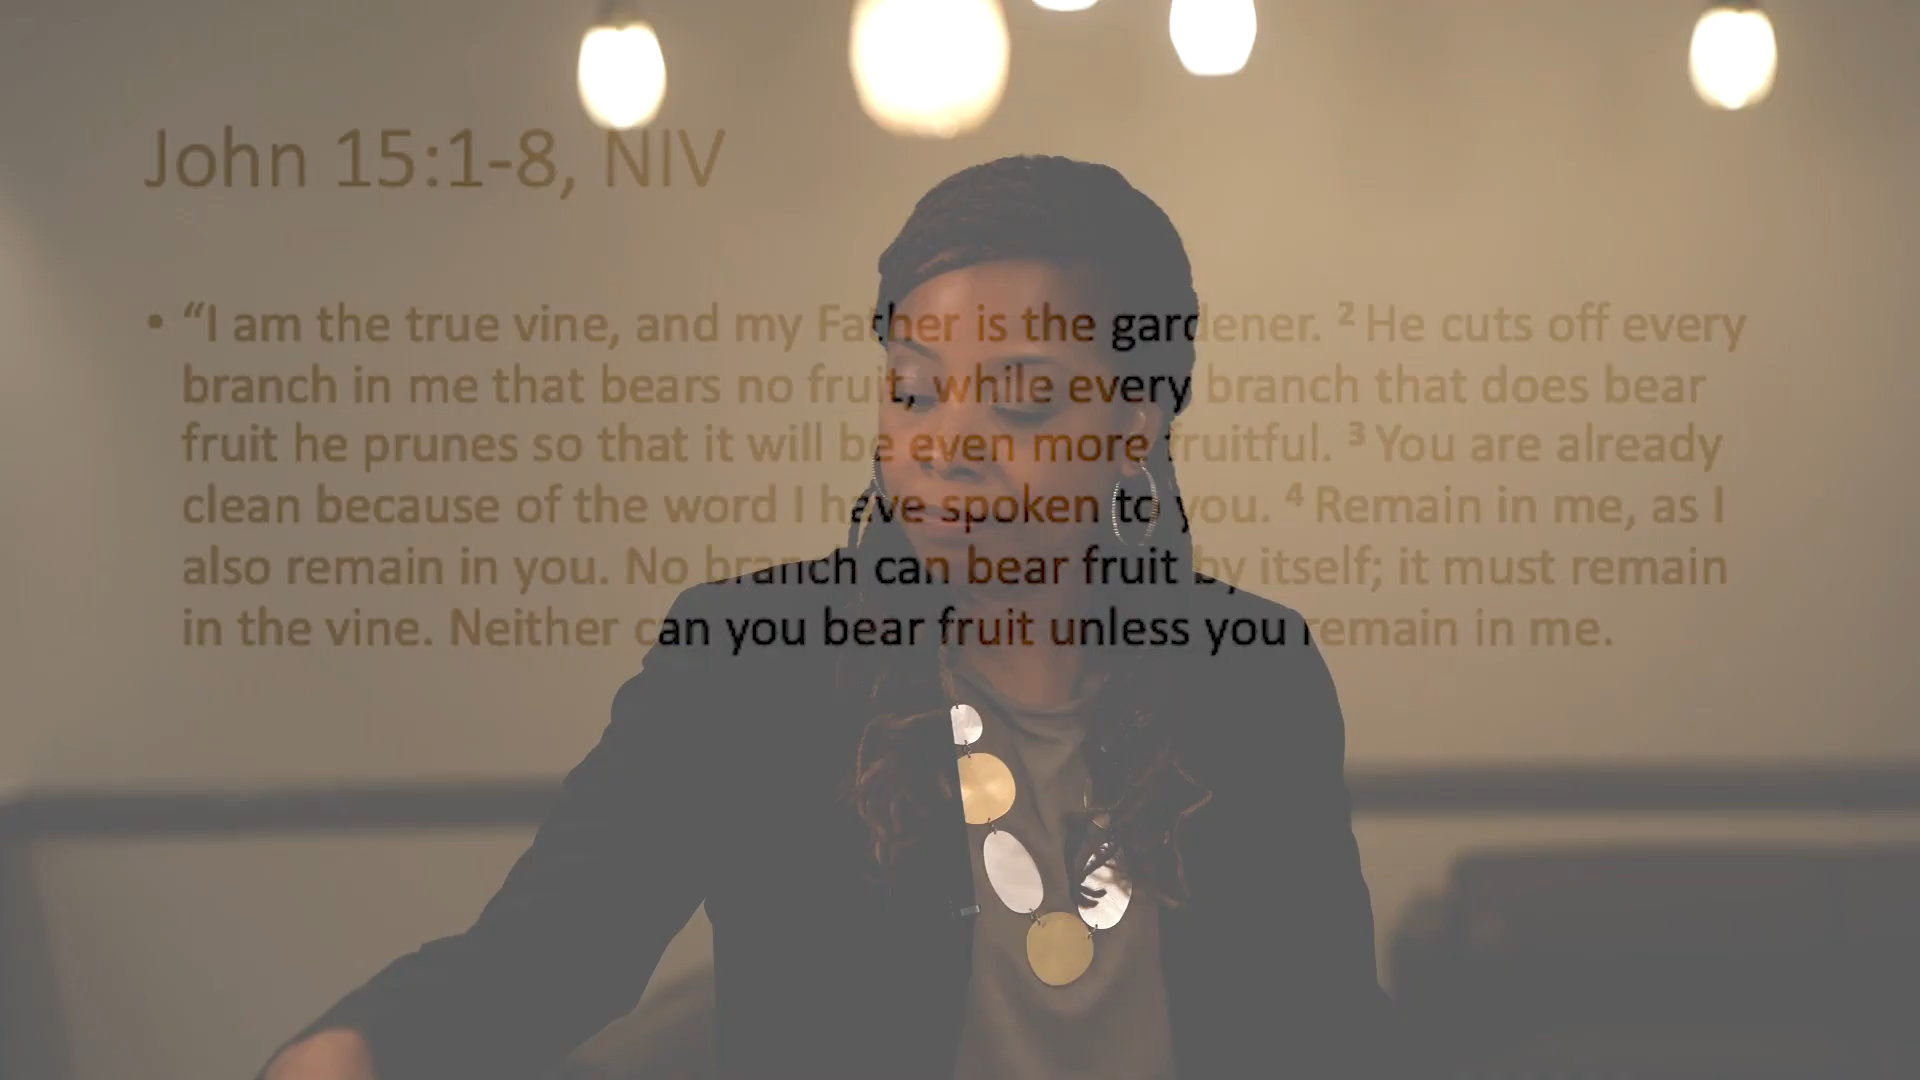 John 15:1-8, NIV
• “I am the true vine, and my Father is the gardener. ² He cuts off every
branch in me that bears no fruit, while every branch that does bear
fruit he prunes so that it will be even more fruitful. ³ You are already
clean because of the word I have spoken to you. ⁴ Remain in me, as I
also remain in you. No branch can bear fruit by itself; it must remain
in the vine. Neither can you bear fruit unless you remain in me.